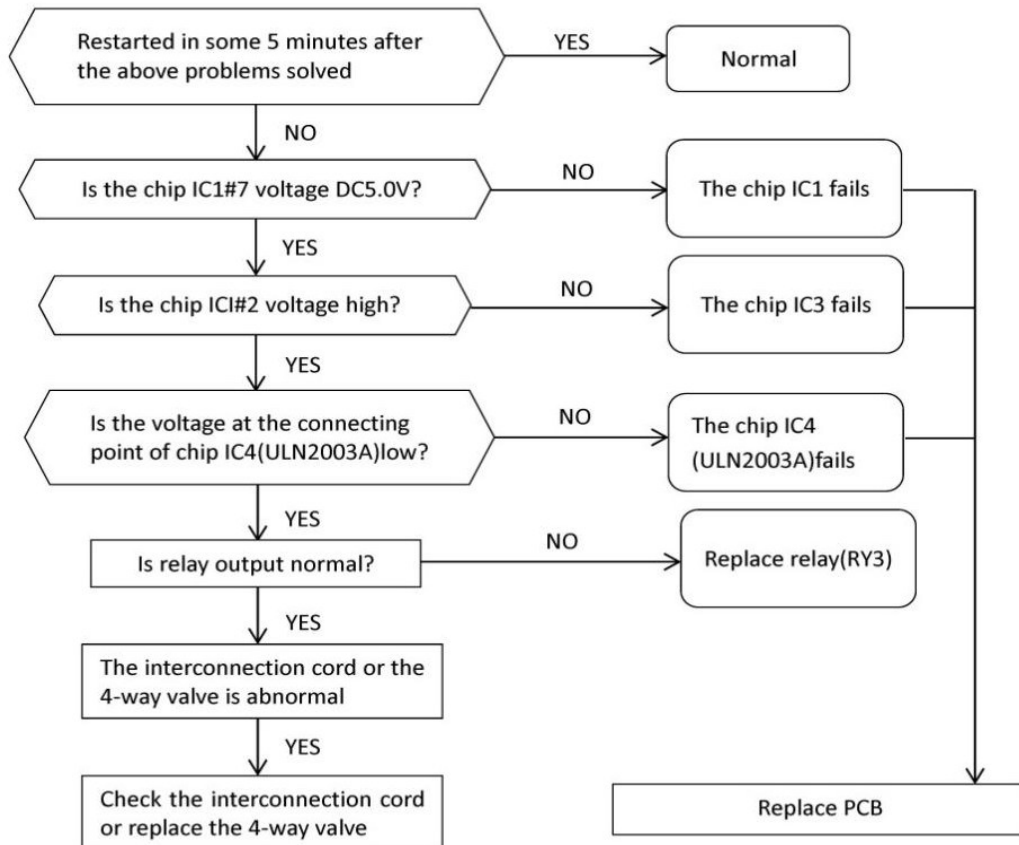 Restarted in some 5 minutes after
the above problems solved
YES
Normal
NO
Is the chip IC1#7 voltage DC5.0V?
NO
The chip IC1 fails
YES
Is the chip ICI#2 voltage high?
NO
The chip IC3 fails
YES
Is the voltage at the connecting
point of chip IC4(ULN2003A)low?
NO
The chip IC4
(ULN2003A)fails
YES
Is relay output normal?
NO
Replace relay(RY3)
YES
The interconnection cord or the
4-way valve is abnormal
YES
Check the interconnection cord
or replace the 4-way valve
Replace PCB